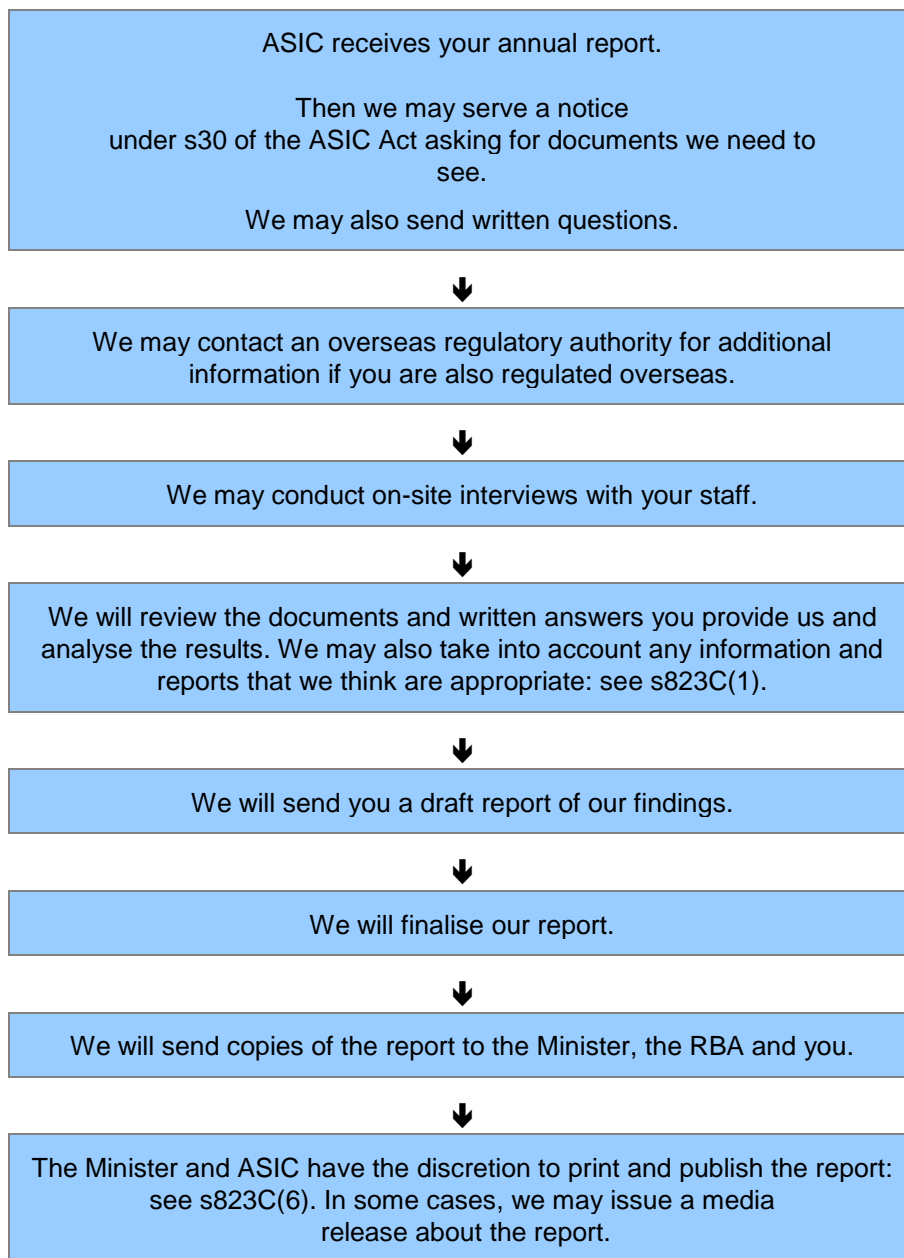 ASIC receives your annual report.
Then we may serve a notice
under s30 of the ASIC Act asking for documents we need to
see.
We may also send written questions.
We may contact an overseas regulatory authority for additional
information if you are also regulated overseas.
We may conduct on-site interviews with your staff.
We will review the documents and written answers you provide us and
analyse the results. We may also take into account any information and
reports that we think are appropriate: see s823C(1).
We will send you a draft report of our findings.
We will finalise our report.
We will send copies of the report to the Minister, the RBA and you.
The Minister and ASIC have the discretion to print and publish the report:
see s823C(6). In some cases, we may issue a media
release about the report.